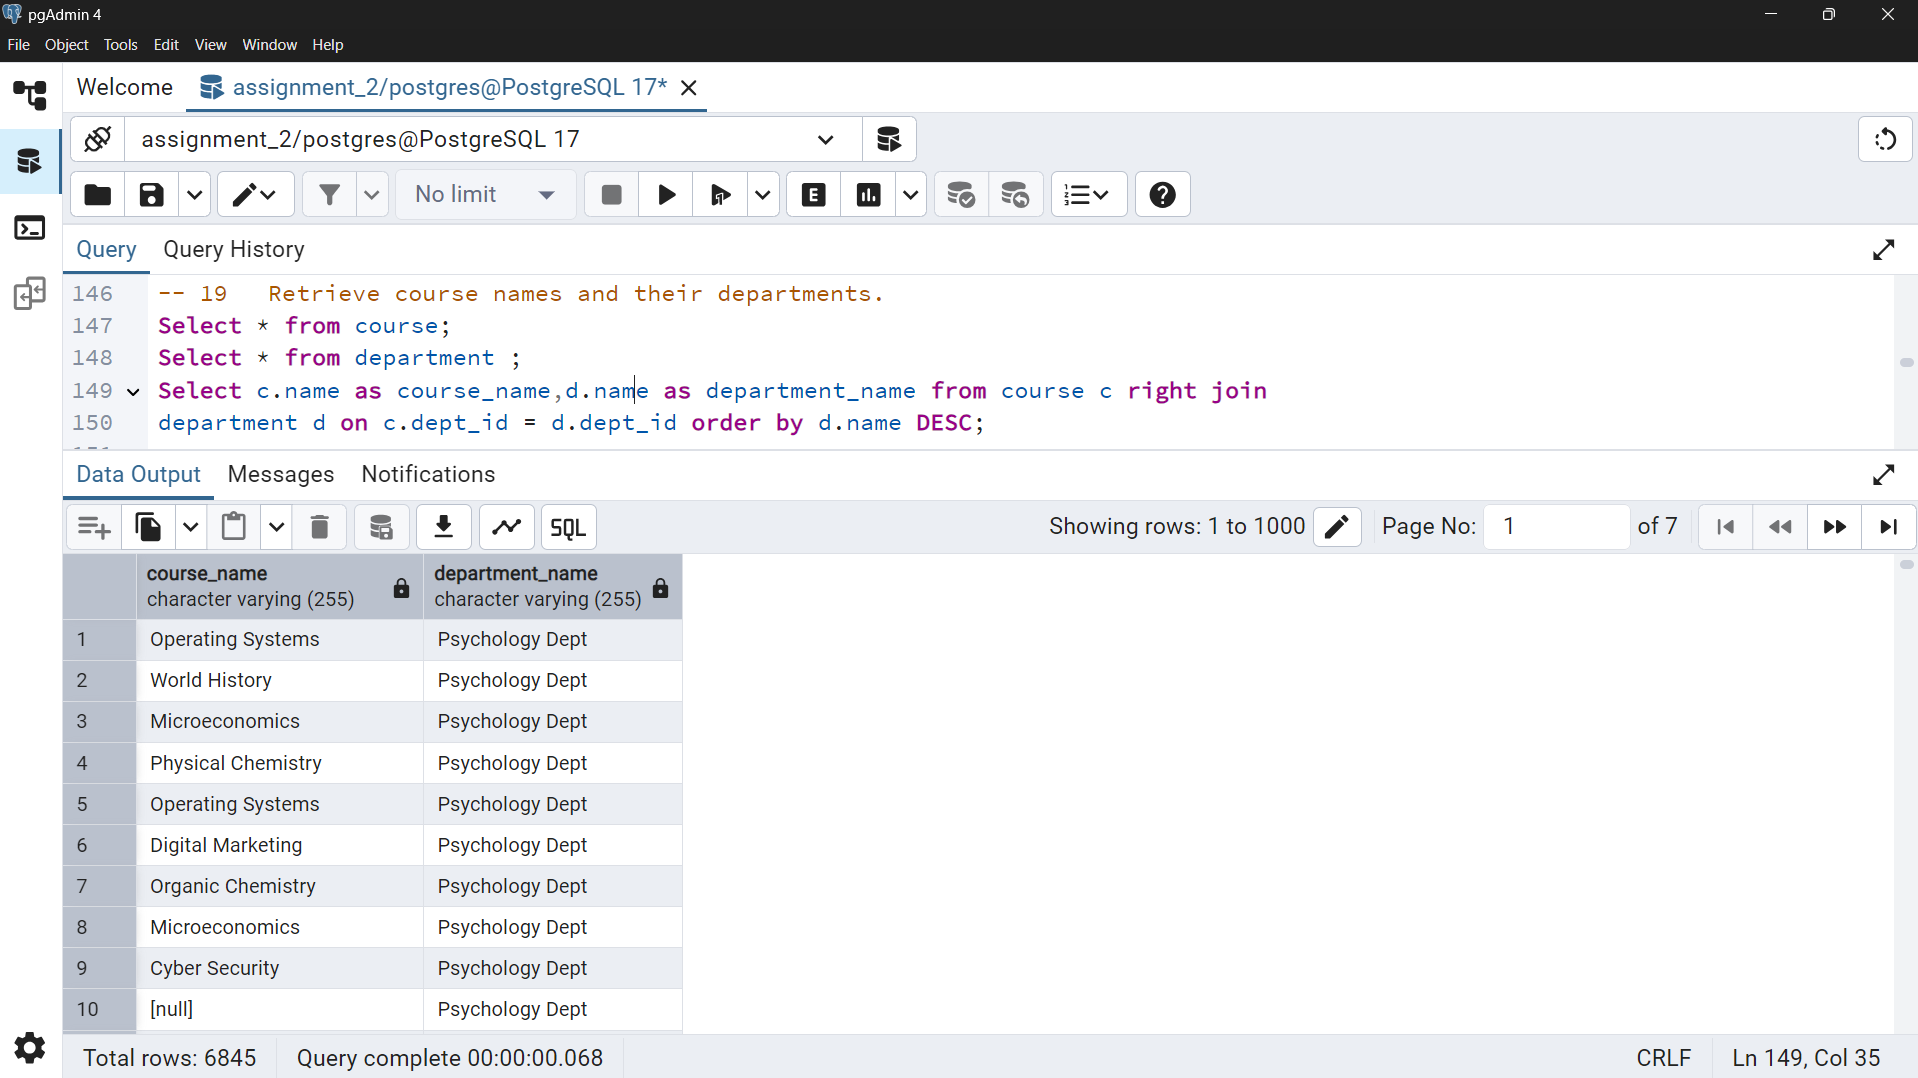 pgAdmin 4
File Object Tools Edit View Window Help
Welcome assignment_2/postgres@PostgreSQL 17*
assignment_2/postgres@PostgreSQL 17
No limit
E
Query Query History
146 -- 19 Retrieve course names and their departments.
147 Select * from course;
148 Select * from department ;
149 Select c.name as course_name,d.name as department_name from course c right join
150 department d on c.dept_id = d.dept_id order by d.name DESC;
Data Output Messages Notifications
SQL Showing rows: 1 to 1000 Page No: 1 of 7
course_name department_name
character varying (255) character varying (255)
1 Operating Systems Psychology Dept
2 World History Psychology Dept
3 Microeconomics Psychology Dept
4 Physical Chemistry Psychology Dept
5 Operating Systems Psychology Dept
6 Digital Marketing Psychology Dept
7 Organic Chemistry Psychology Dept
8 Microeconomics Psychology Dept
9 Cyber Security Psychology Dept
10 [null] Psychology Dept
Total rows: 6845 Query complete 00:00:00.068 CRLF Ln 149, Col 35